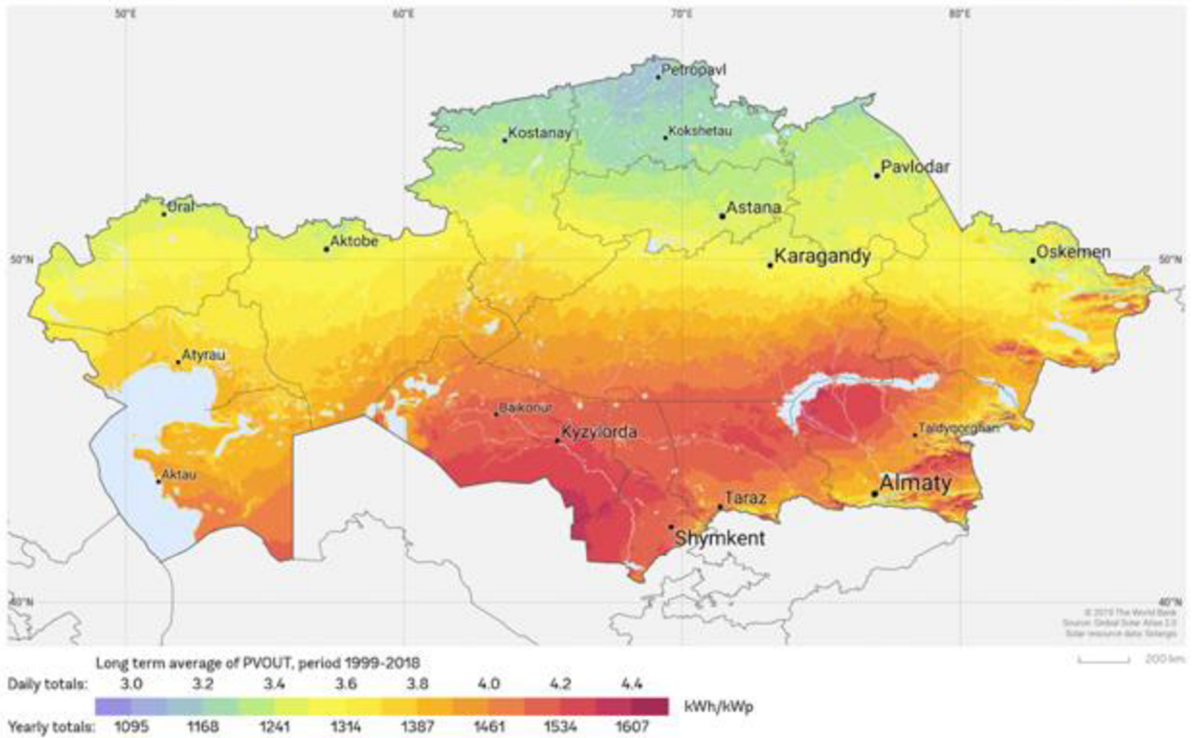 50°E 60°E 70°E 80°E
Petropavl
Kostanay
Kokshetau
Pavlodar
Oral
Astana
Aktobe
50°N
Karagandy
Oskemen
50°N
Atyrau
Baikonur
Kyzylorda
Taldyqorghan
Aktau
Almaty
Taraz
Shymkent
40°N
40°N
© 2019 The World Bank
Source: Global Solar Atlas 2.0
Solar resource data: Solargis
200 km
Long term average of PVOUT, period 1999-2018
Daily totals: 3.0 3.2 3.4 3.6 3.8 4.0 4.2 4.4
kWh/kWp
Yearly totals: 1095 1168 1241 1314 1387 1461 1534 1607